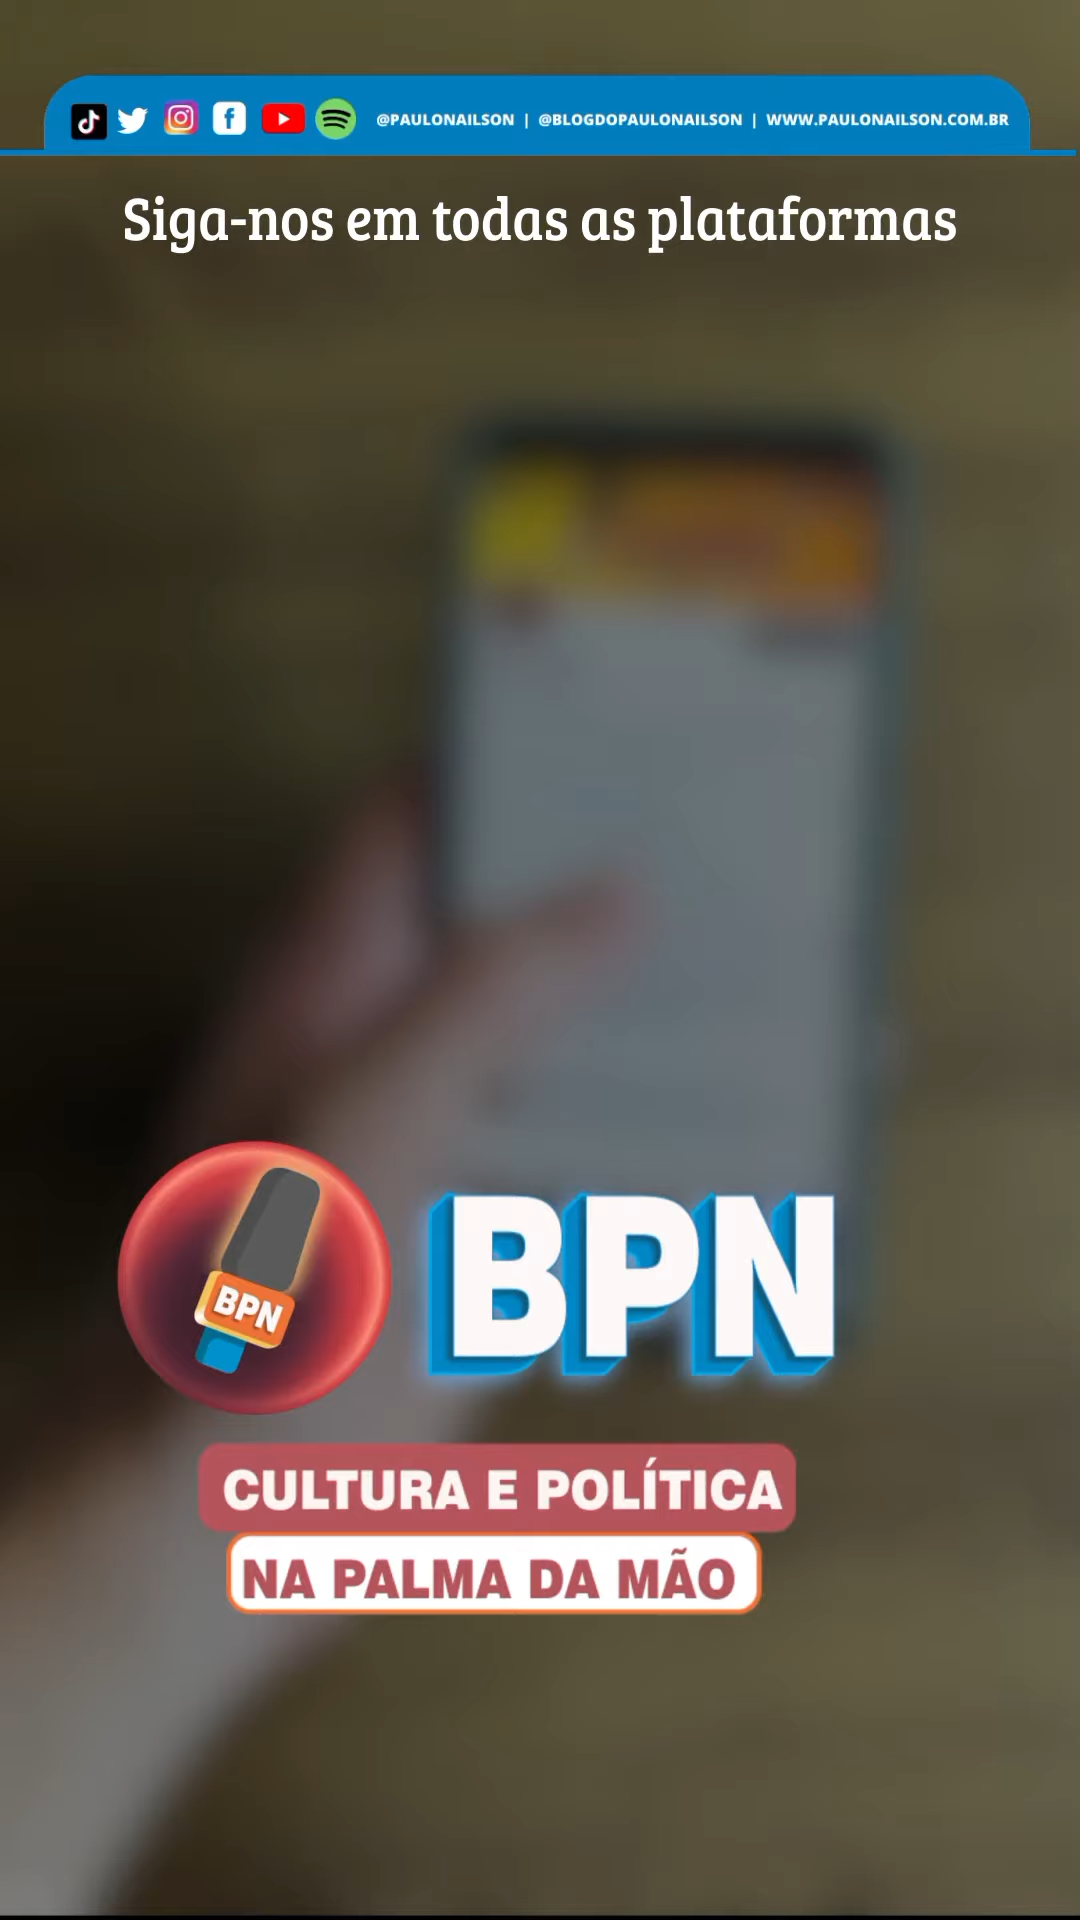 @PAULONAILSON | @BLOGDOPAULONAILSON | WWW.PAULONAILSON.COM.BR
Siga-nos em todas as plataformas
BPN
BPN
CULTURA E POLÍTICA
NA PALMA DA MÃO